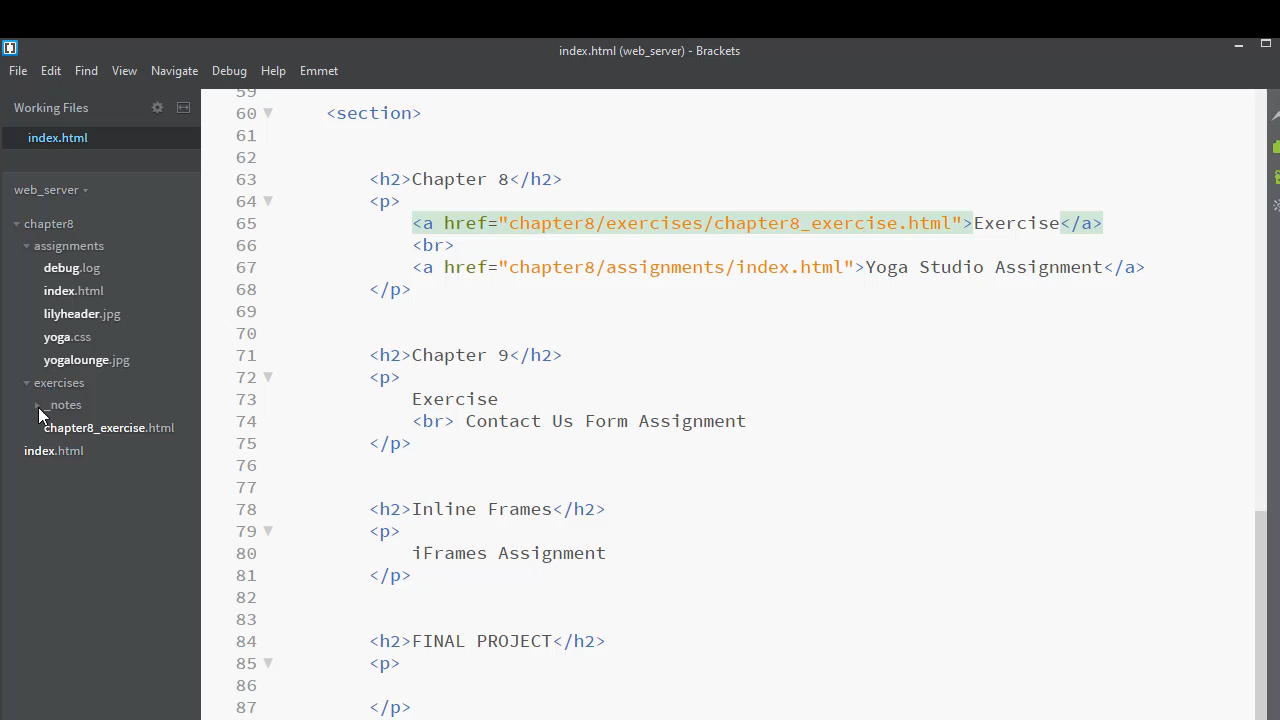 index.html (web_server) - Brackets
File Edit Find View Navigate Debug Help Emmet
Working Files
index.html
web_server
chapter8
assignments
debug.log
index.html
lilyheader.jpg
yoga.css
yogalounge.jpg
exercises
_notes
chapter8_exercise.html
index.html
59
60 <section>
61
62
63 <h2>Chapter 8</h2>
64 <p>
65 <a href="chapter8/exercises/chapter8_exercise.html">Exercise</a>
66 <br>
67 <a href="chapter8/assignments/index.html">Yoga Studio Assignment</a>
68 </p>
69
70
71 <h2>Chapter 9</h2>
72 <p>
73 Exercise
74 <br> Contact Us Form Assignment
75 </p>
76
77
78 <h2>Inline Frames</h2>
79 <p>
80 iFrames Assignment
81 </p>
82
83
84 <h2>FINAL PROJECT</h2>
85 <p>
86
87 </p>